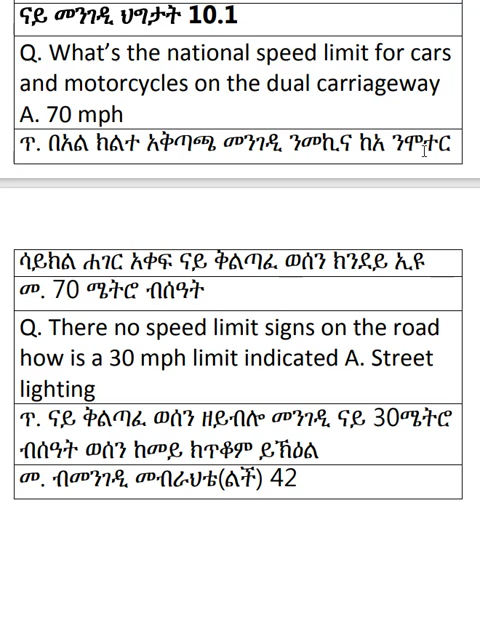 ናይ መንገዲ ህግታት 10.1
Q. What's the national speed limit for cars
and motorcycles on the dual carriageway
A. 70 mph
ጥ. በአል ክልተ አቅጣጫ መንገዲ ንመኪና ከአ ንሞተር
ሳይክል ሐገር አቀፍ ናይ ቅልጣፈ ወሰን ክንደይ ኢዩ
መ. 70 ሜትሮ ብሰዓት
Q. There no speed limit signs on the road
how is a 30 mph limit indicated A. Street
lighting
ጥ. ናይ ቅልጣፈ ወሰን ዘይብሎ መንገዲ ናይ 30ሜትሮ
ብሰዓት ወሰን ከመይ ክጥቆም ይኽዕል
መ. ብመንገዲ መብራህቴ(ልች) 42